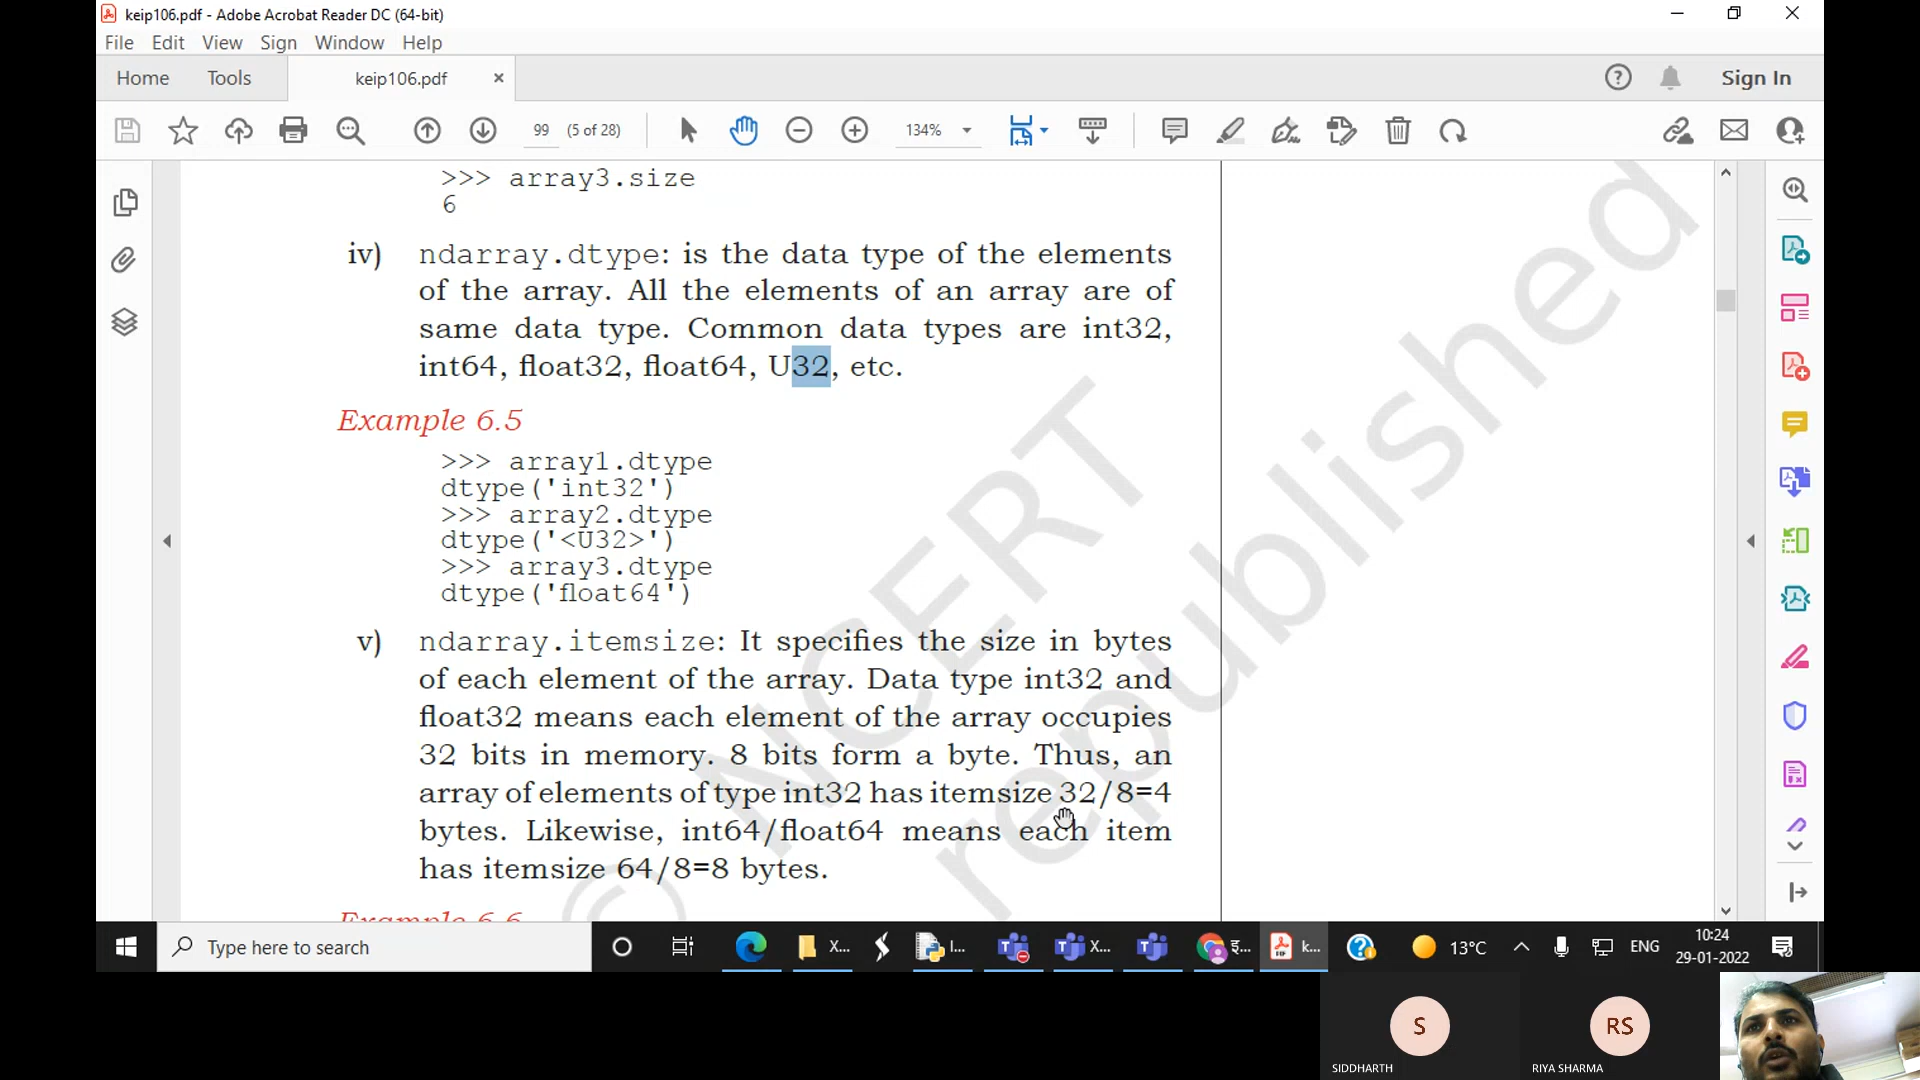 keip106.pdf - Adobe Acrobat Reader DC (64-bit)
File Edit View Sign Window Help
Home Tools keip106.pdf × Sign In
99 (5 of 28) 134%
>>> array3.size
6
iv) ndarray.dtype: is the data type of the elements
of the array. All the elements of an array are of
same data type. Common data types are int32,
int64, float32, float64, U32, etc.
Example 6.5
>>> array1.dtype
dtype('int32')
>>> array2.dtype
dtype('<U32>')
>>> array3.dtype
dtype('float64')
v) ndarray.itemsize: It specifies the size in bytes
of each element of the array. Data type int32 and
float32 means each element of the array occupies
32 bits in memory. 8 bits form a byte. Thus, an
array of elements of type int32 has itemsize 32/8=4
bytes. Likewise, int64/float64 means each item
has itemsize 64/8=8 bytes.
Example 6.6
© NCERT
republished
Type here to search X... I... X... इ... k... 13°C ENG 10:24
29-01-2022
S RS
SIDDHARTH RIYA SHARMA